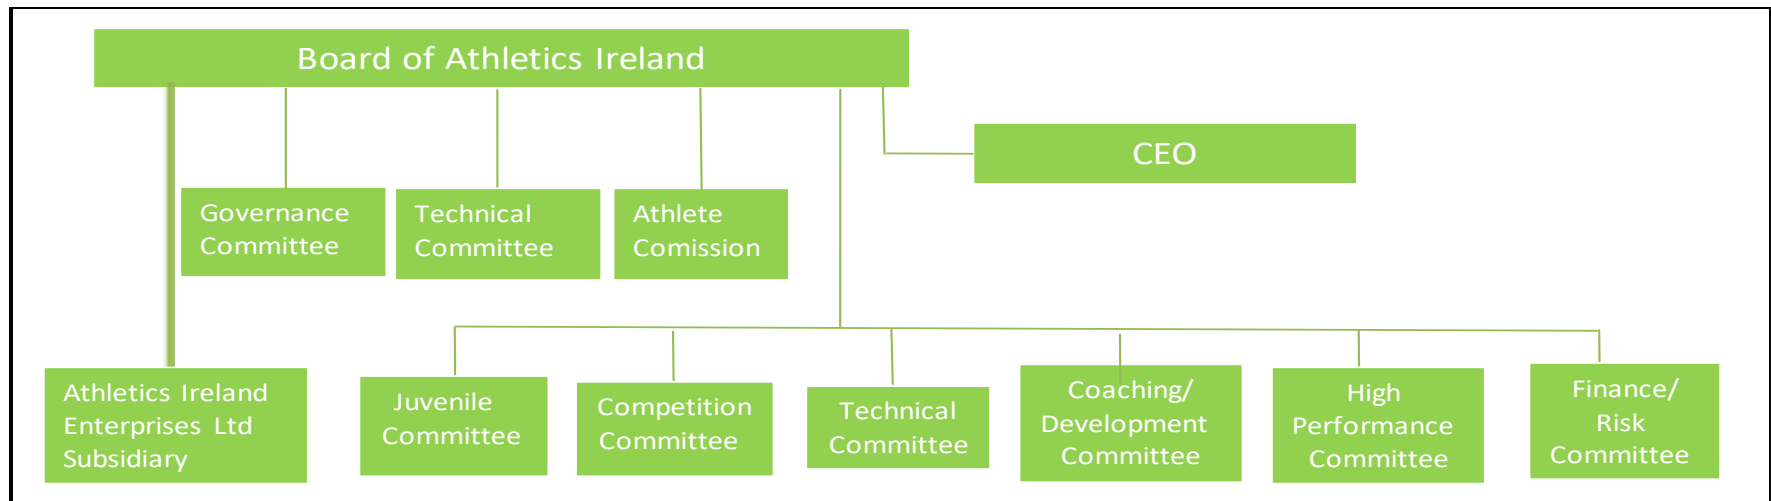 Board of Athletics Ireland
CEO
Governance
Committee
Technical
Committee
Athlete
Comission
Athletics Ireland
Enterprises Ltd
Subsidiary
Juvenile
Committee
Competition
Committee
Technical
Committee
Coaching/
Development
Committee
High
Performance
Committee
Finance/
Risk
Committee